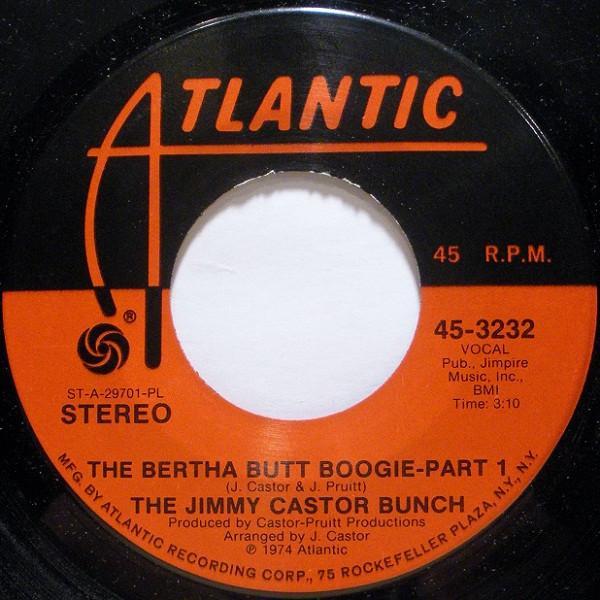 ATLANTIC
45 R.P.M.
®
45-3232
VOCAL
Pub., Jimpire
Music, Inc.,
BMI
Time: 3:10
ST-A-29701-PL
STEREO
THE BERTHA BUTT BOOGIE-PART 1
(J. Castor & J. Pruitt)
THE JIMMY CASTOR BUNCH
Produced by Castor-Pruitt Productions
Arranged by J. Castor
℗ 1974 Atlantic
MFG. BY ATLANTIC RECORDING CORP., 75 ROCKEFELLER PLAZA, N.Y., N.Y.